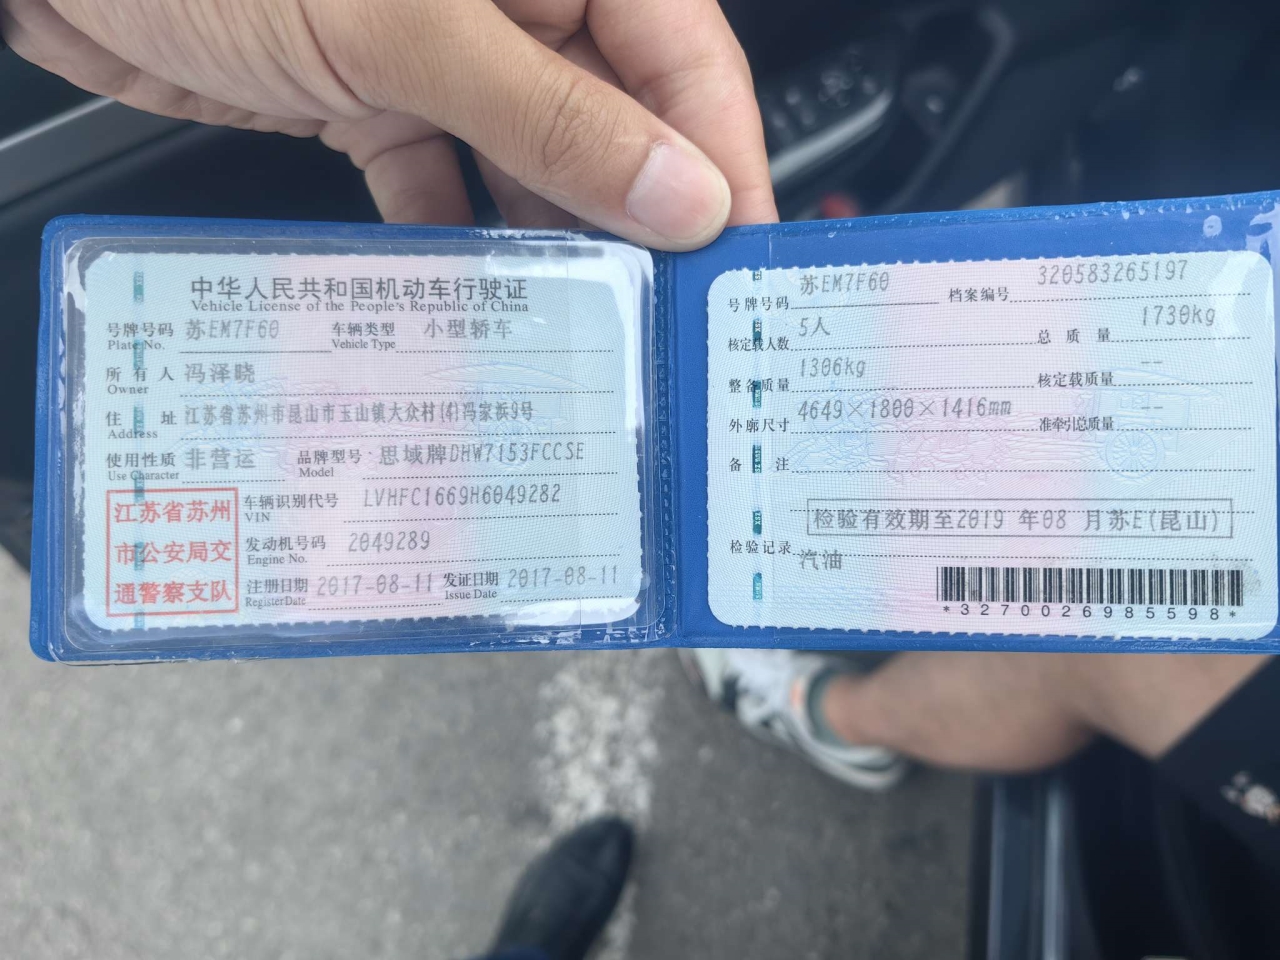 中华人民共和国机动车行驶证
Vehicle License of the People's Republic of China
号牌号码 苏EM7F60 车辆类型 小型轿车
Plate No. Vehicle Type
所有人 冯泽晓
Owner
住址 江苏省苏州市昆山市玉山镇大众村(4)冯家浜9号
Address
使用性质 非营运 品牌型号 思域牌DHW7153FCCSE
Use Character Model
江苏省苏州
市公安局交
通警察支队
车辆识别代号 LVHFC1669H6049282
VIN
发动机号码 2049289
Engine No.
注册日期 2017-08-11 发证日期 2017-08-11
Register Date Issue Date
号牌号码 苏EM7F60 档案编号 320583265197
核定载人数 5人 总质量 1730kg
整备质量 1306kg 核定载质量 --
外廓尺寸 4649×1800×1416mm 准牵引总质量 --
备注
检验有效期至2019 年08 月苏E(昆山)
检验记录
汽油
*3270026985598*